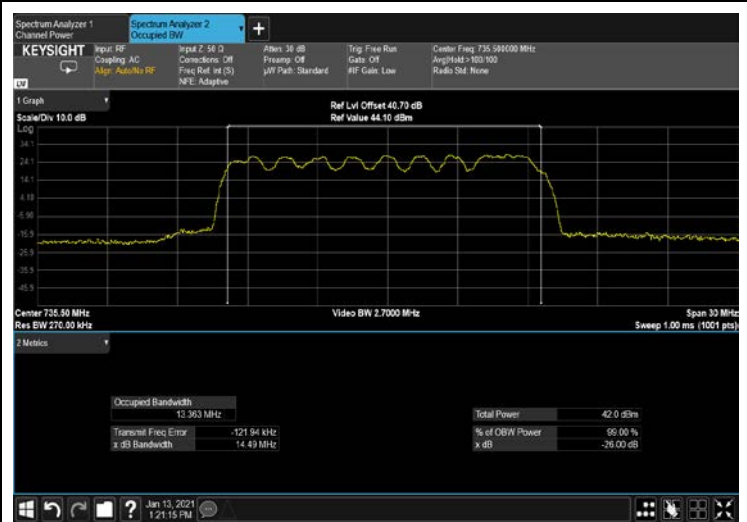 Spectrum Analyzer 1
Channel Power
Spectrum Analyzer 2
Occupied BW
+
KEYSIGHT
Input: RF
Coupling: AC
Align: Auto/No RF
Input Z: 50 Ω
Corrections: Off
Freq Ref: Int (S)
NFE: Adaptive
Atten: 30 dB
Preamp: Off
µW Path: Standard
Trig: Free Run
Gate: Off
#IF Gain: Low
Center Freq: 735.500000 MHz
Avg|Hold:>100/100
Radio Std: None
1 Graph
Scale/Div 10.0 dB
Ref Lvl Offset 40.70 dB
Ref Value 44.10 dBm
Log
34.1
24.1
14.1
4.10
-5.90
-15.9
-25.9
-35.9
-45.9
Center 735.50 MHz
Video BW 2.7000 MHz
Span 30 MHz
Res BW 270.00 kHz
Sweep 1.00 ms (1001 pts)
2 Metrics
Occupied Bandwidth
13.363 MHz
Transmit Freq Error -121.94 kHz
x dB Bandwidth 14.49 MHz
Total Power 42.0 dBm
% of OBW Power 99.00 %
x dB -26.00 dB
?
Jan 13, 2021
1:21:15 PM